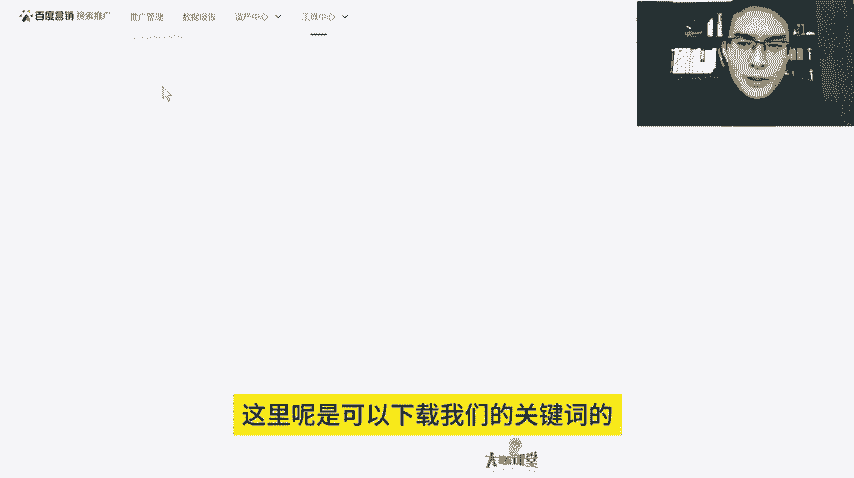 百度营销 搜索推广 推广管理 数据报告 资产中心 工具中心
这里呢是可以下载我们的关键词的